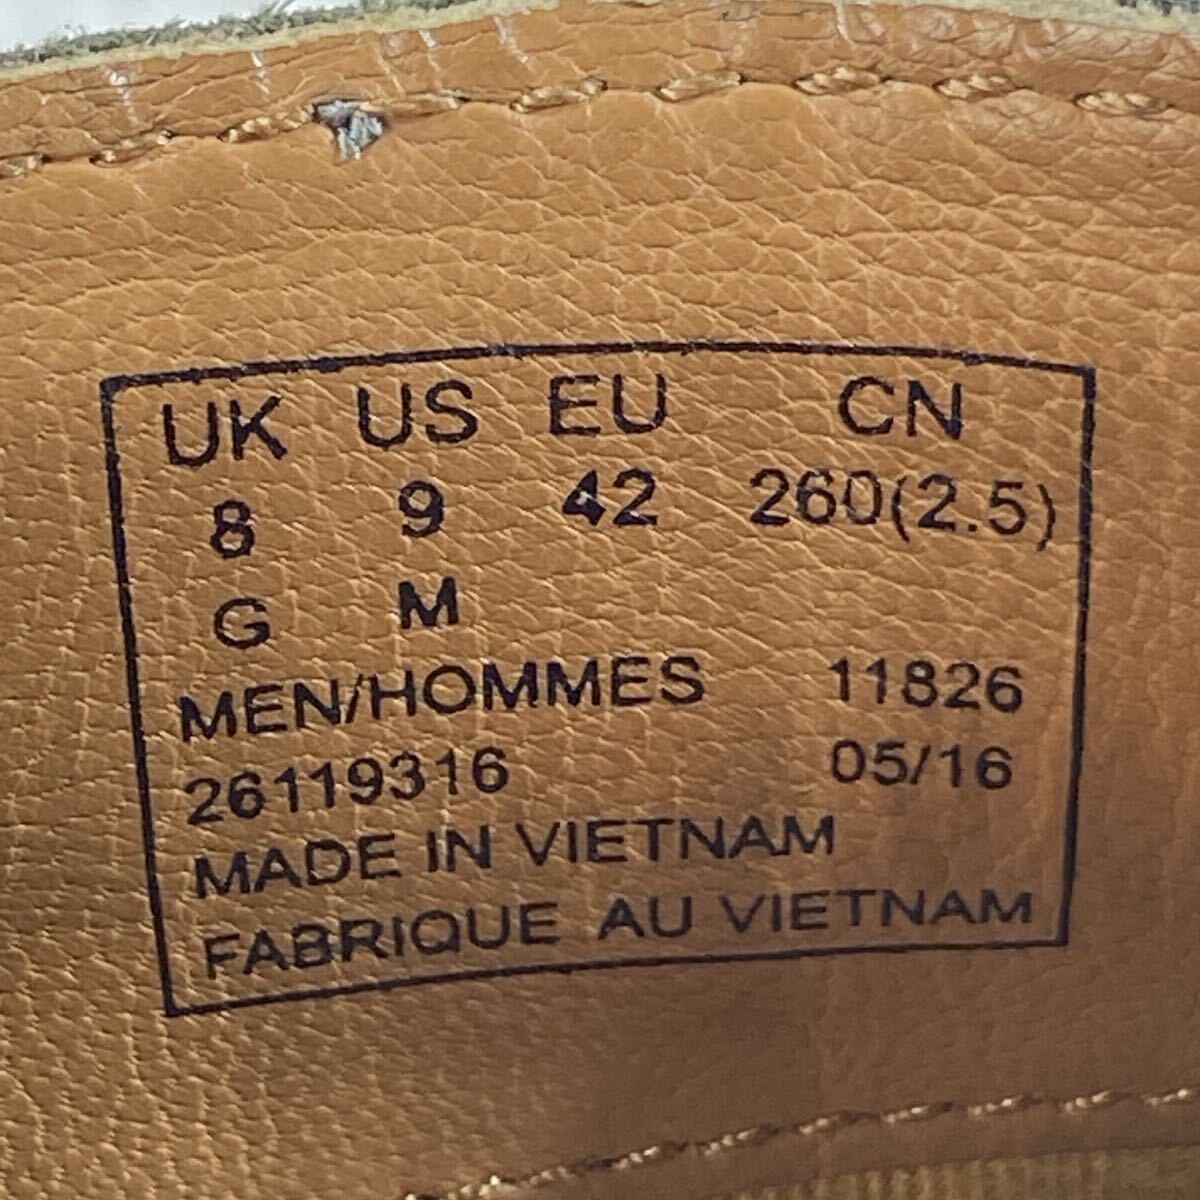 UK US EU CN
8 9 42 260(2.5)
G M
MEN/HOMMES 11826
26119316 05/16
MADE IN VIETNAM
FABRIQUE AU VIETNAM